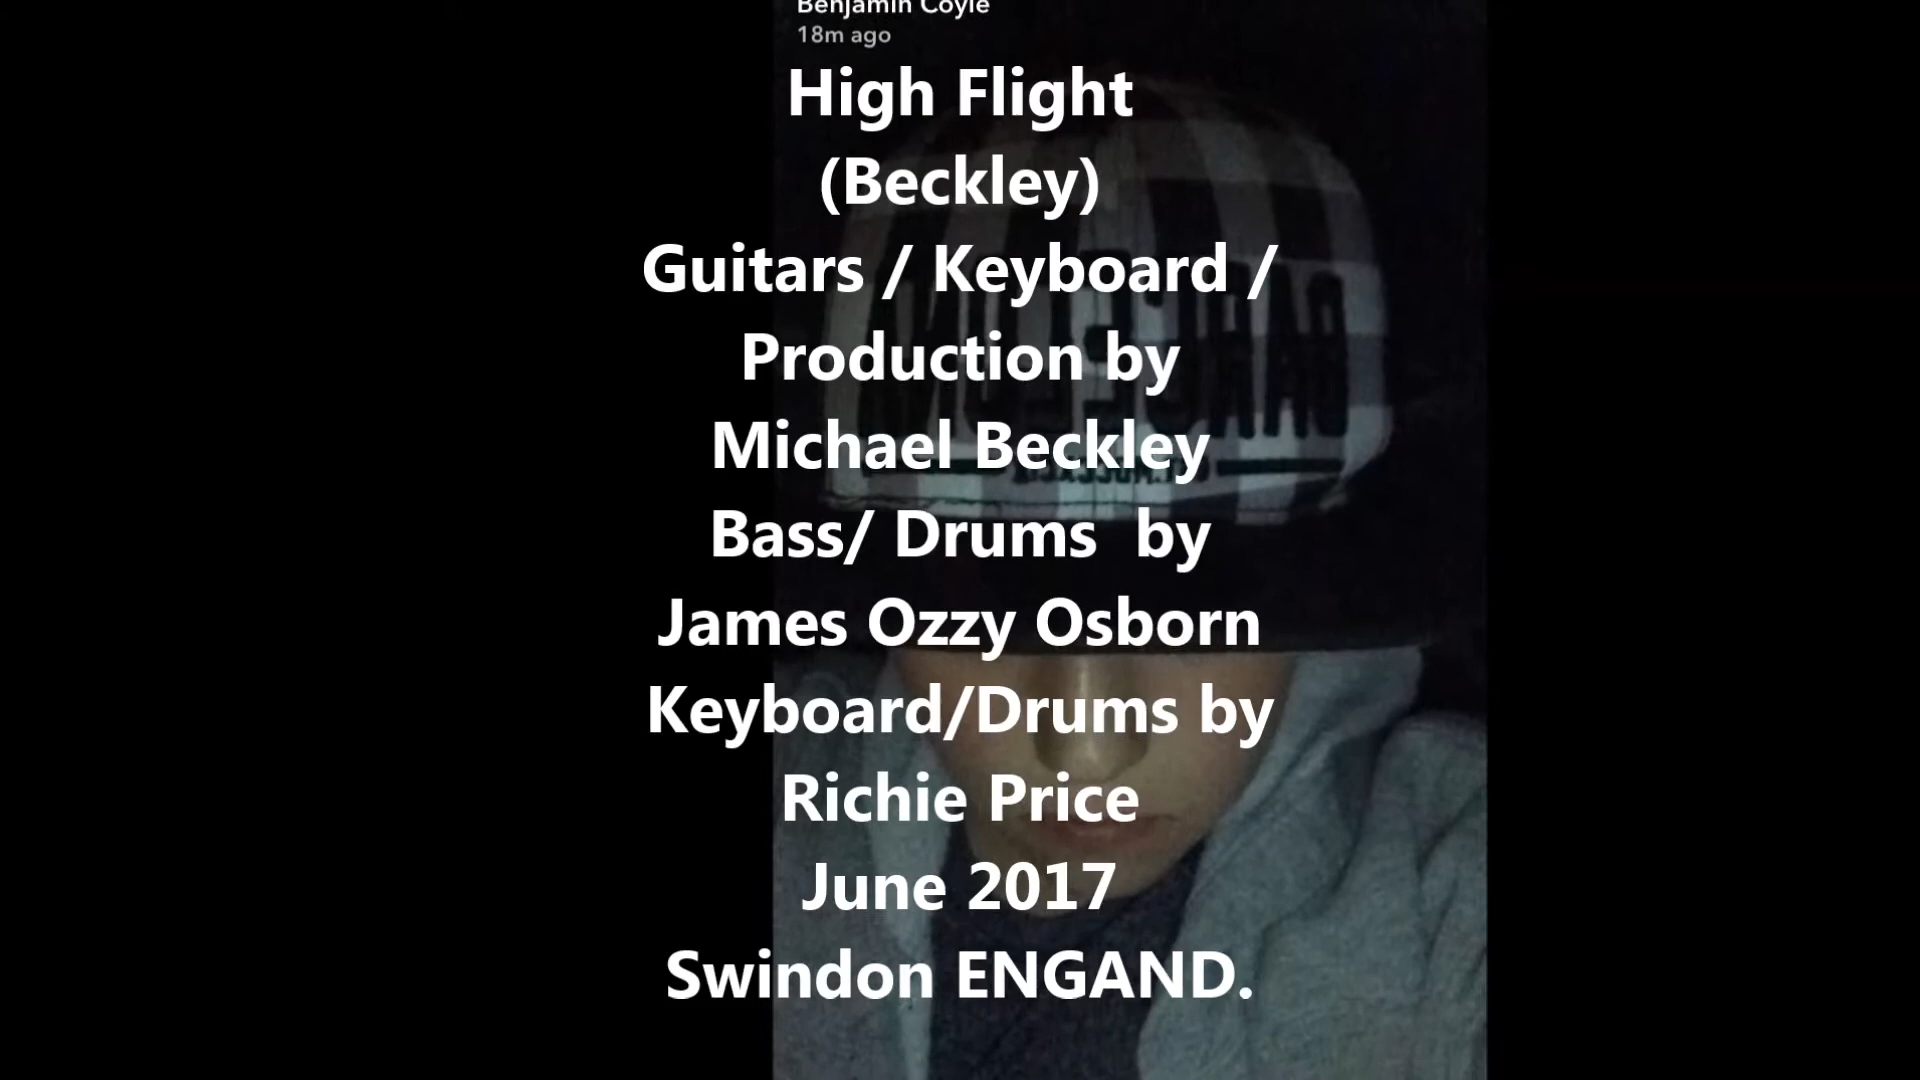 Benjamin Coyle
18m ago
High Flight
(Beckley)
Guitars / Keyboard /
Production by
Michael Beckley
Bass/ Drums  by
James Ozzy Osborn
Keyboard/Drums by
Richie Price
June 2017
Swindon ENGAND.